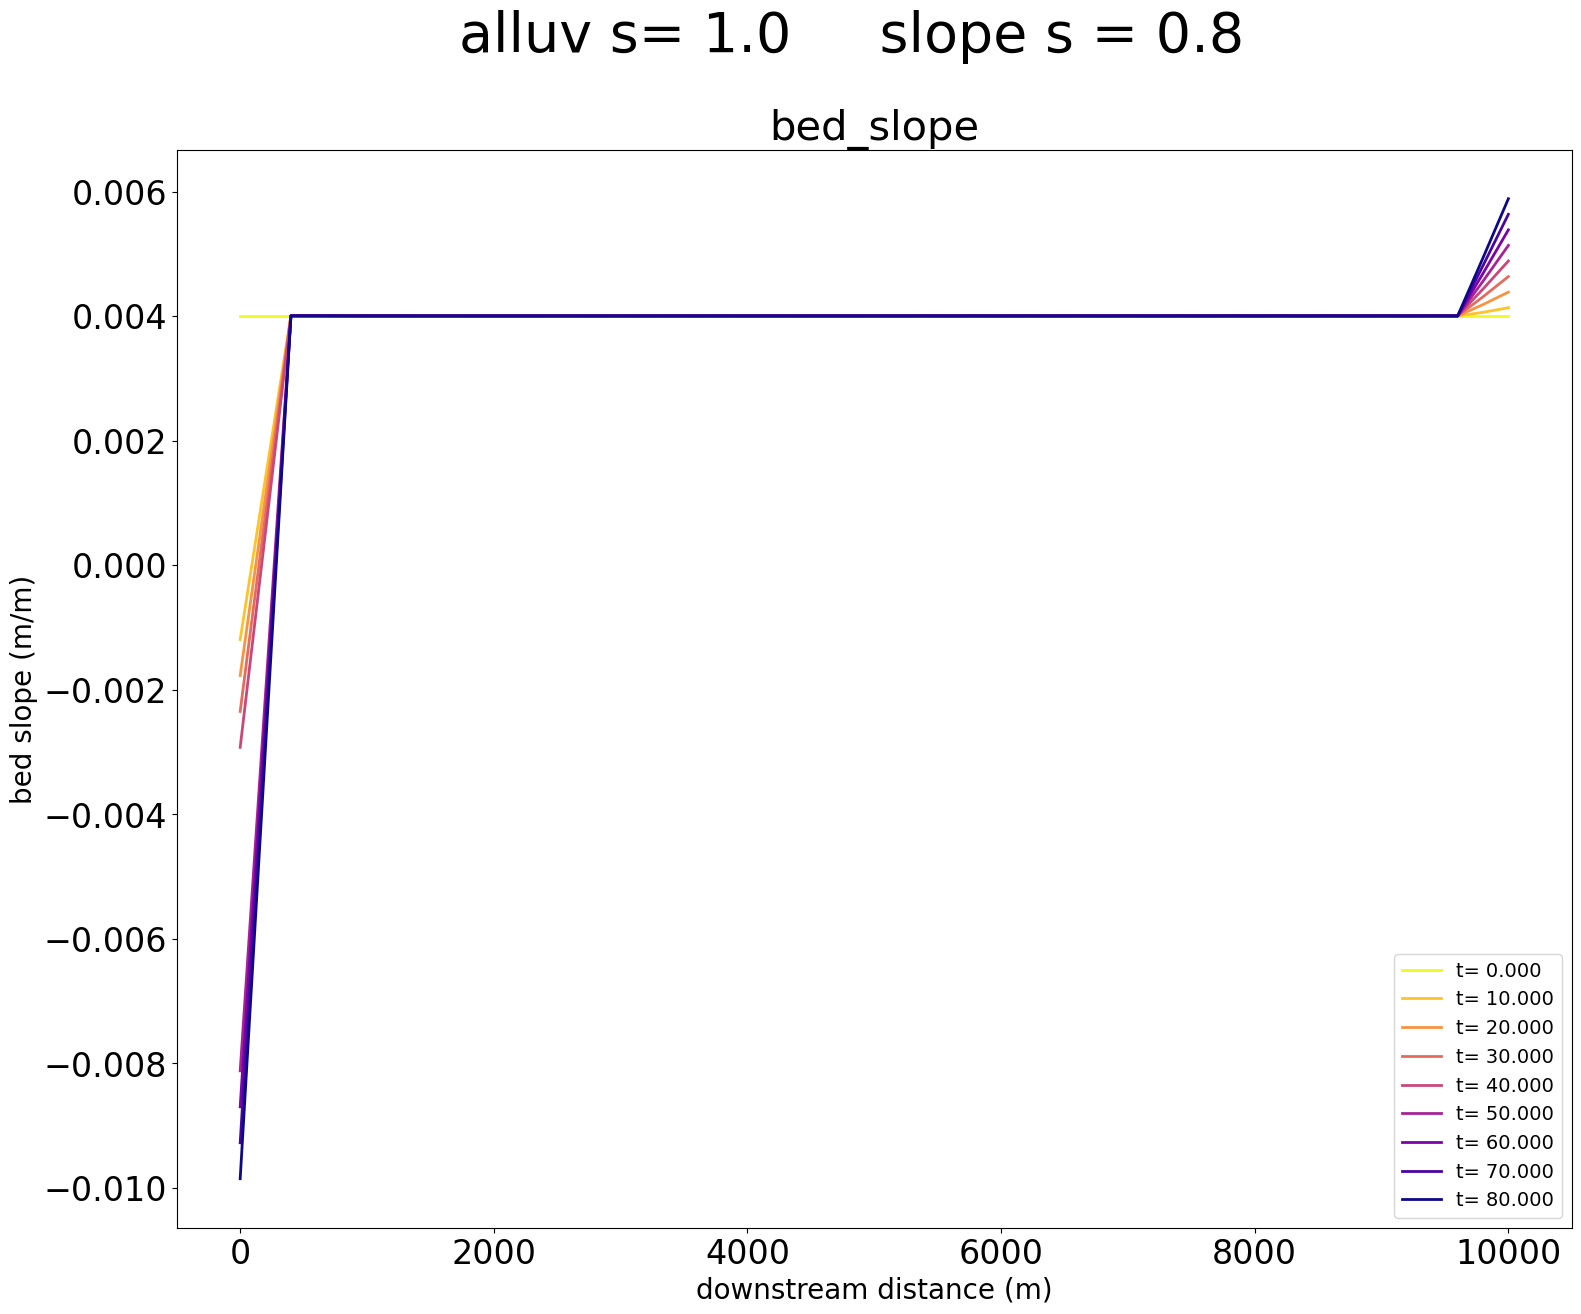 alluv s= 1.0     slope s = 0.8
bed_slope
0.006
0.004
0.002
0.000
−0.002
−0.004
−0.006
−0.008
−0.010
bed slope (m/m)
t= 0.000
t= 10.000
t= 20.000
t= 30.000
t= 40.000
t= 50.000
t= 60.000
t= 70.000
t= 80.000
0 2000 4000 6000 8000 10000
downstream distance (m)